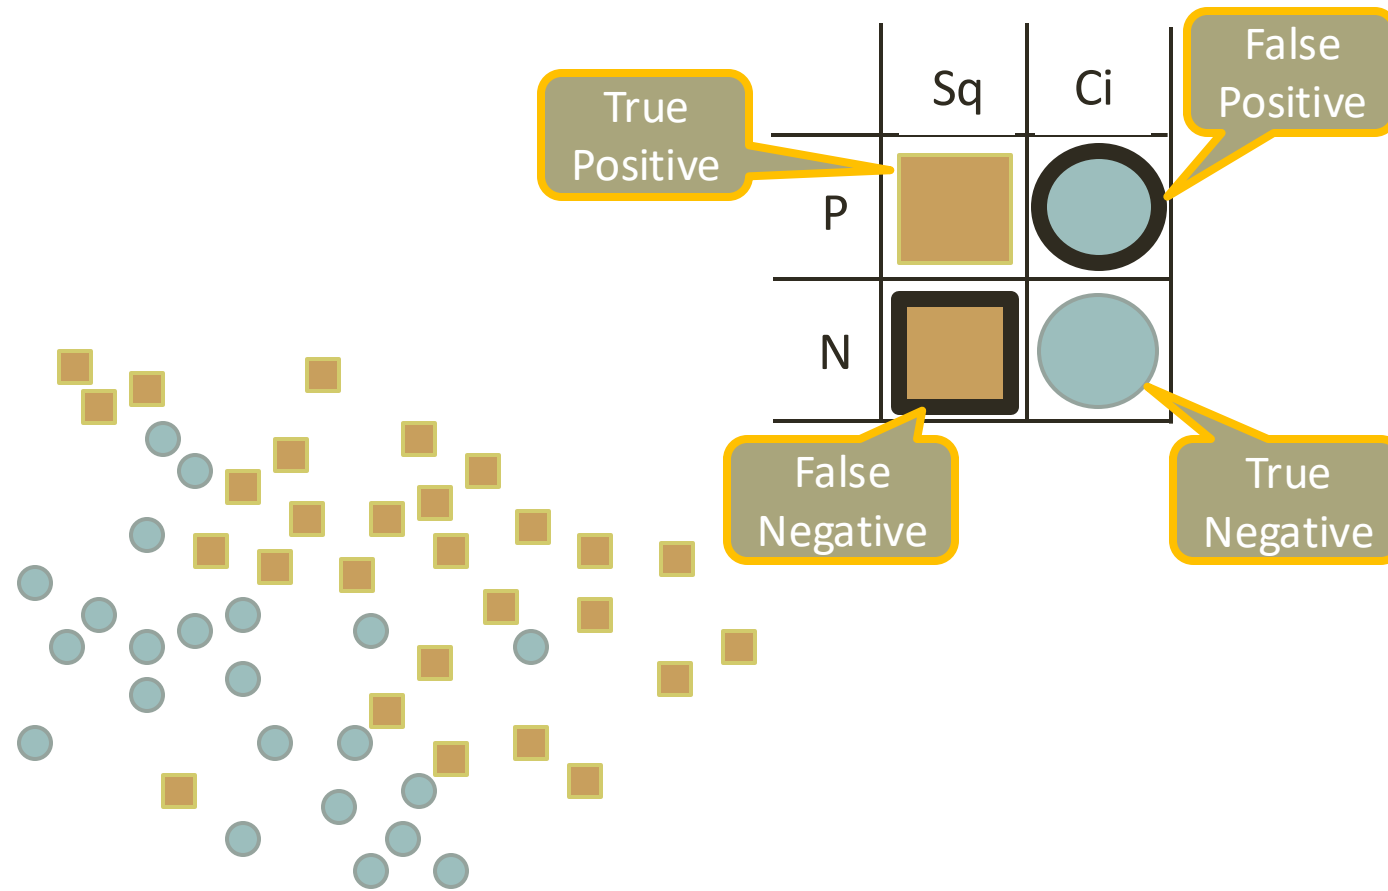 True
Positive
Sq
Ci
False
Positive
P
N
False
Negative
True
Negative